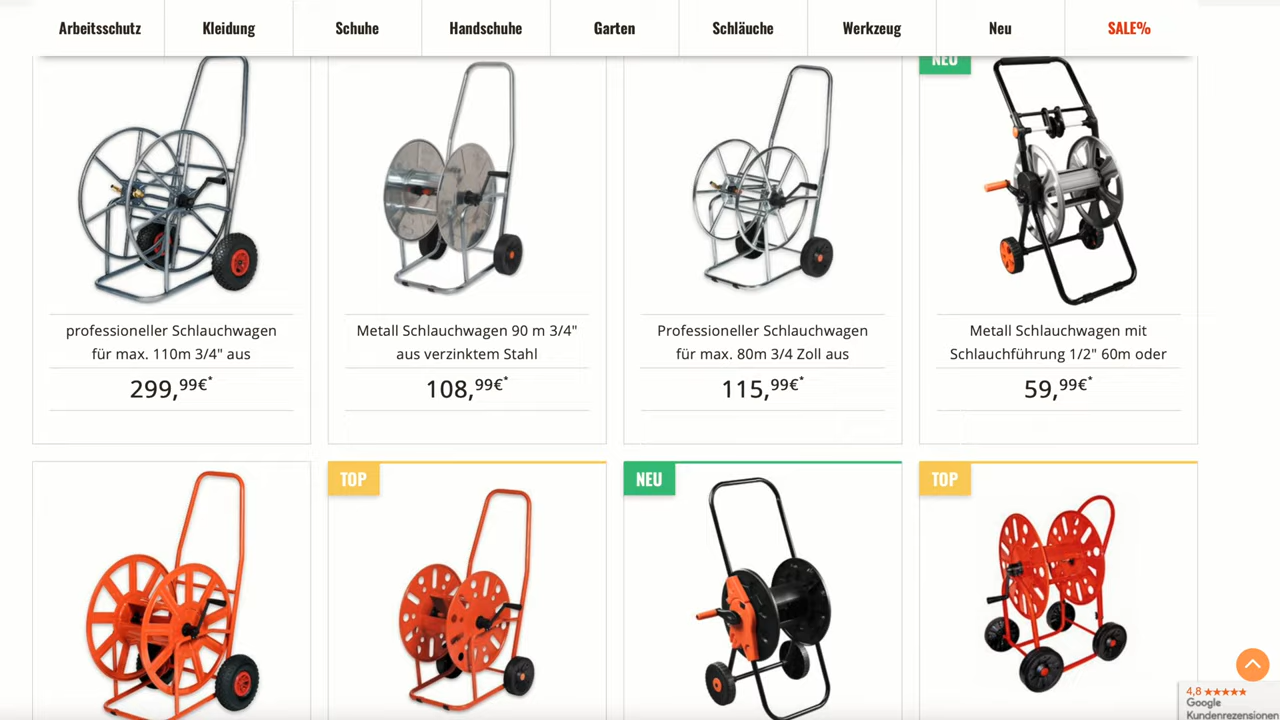 Arbeitsschutz
Kleidung
Schuhe
Handschuhe
Garten
Schläuche
Werkzeug
Neu
SALE%
NEU
professioneller Schlauchwagen
für max. 110m 3/4" aus
299,99€*
Metall Schlauchwagen 90 m 3/4"
aus verzinktem Stahl
108,99€*
Professioneller Schlauchwagen
für max. 80m 3/4 Zoll aus
115,99€*
Metall Schlauchwagen mit
Schlauchführung 1/2" 60m oder
59,99€*
TOP
NEU
TOP
4,8 ★★★★★
Google
Kundenrezensionen